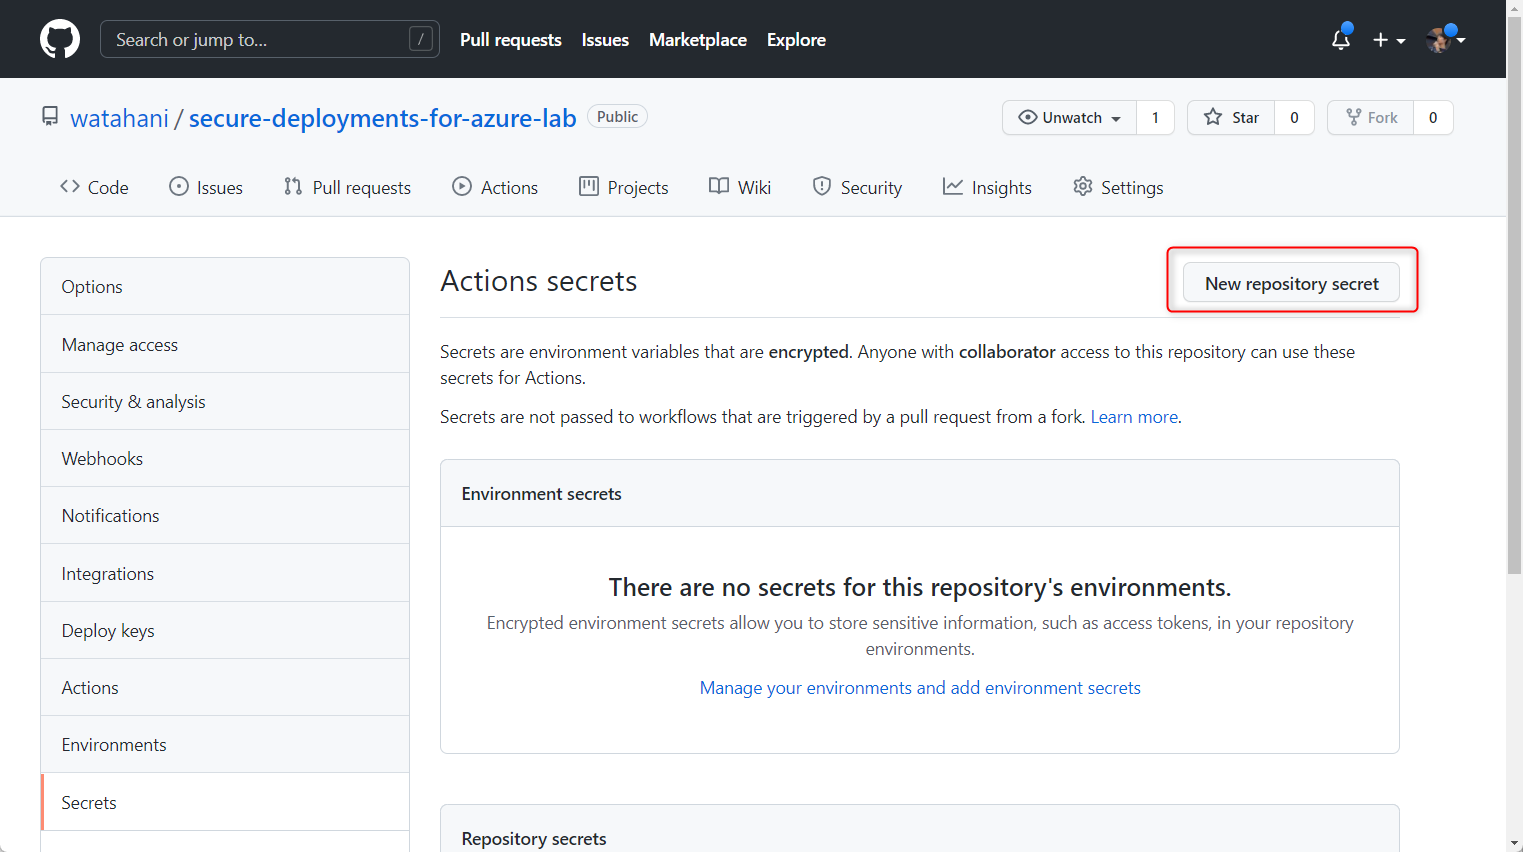 Search or jump to... /
Pull requests Issues Marketplace Explore
watahani / secure-deployments-for-azure-lab Public
Unwatch 1 Star 0 Fork 0
Code Issues Pull requests Actions Projects Wiki Security Insights Settings
Options
Manage access
Security & analysis
Webhooks
Notifications
Integrations
Deploy keys
Actions
Environments
Secrets
Actions secrets
New repository secret
Secrets are environment variables that are encrypted. Anyone with collaborator access to this repository can use these
secrets for Actions.
Secrets are not passed to workflows that are triggered by a pull request from a fork. Learn more.
Environment secrets
There are no secrets for this repository's environments.
Encrypted environment secrets allow you to store sensitive information, such as access tokens, in your repository
environments.
Manage your environments and add environment secrets
Repository secrets